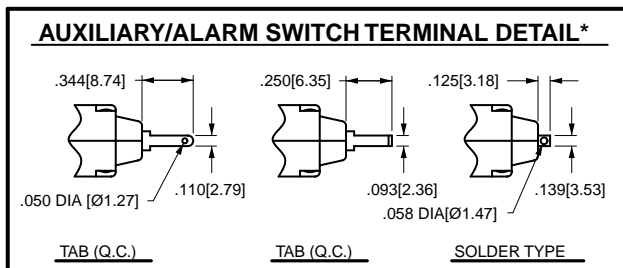 AUXILIARY/ALARM SWITCH TERMINAL DETAIL*
.344[8.74]
.250[6.35]
.125[3.18]
.050 DIA [Ø1.27]
.110[2.79]
.093[2.36]
.058 DIA[Ø1.47]
.139[3.53]
TAB (Q.C.)
TAB (Q.C.)
SOLDER TYPE